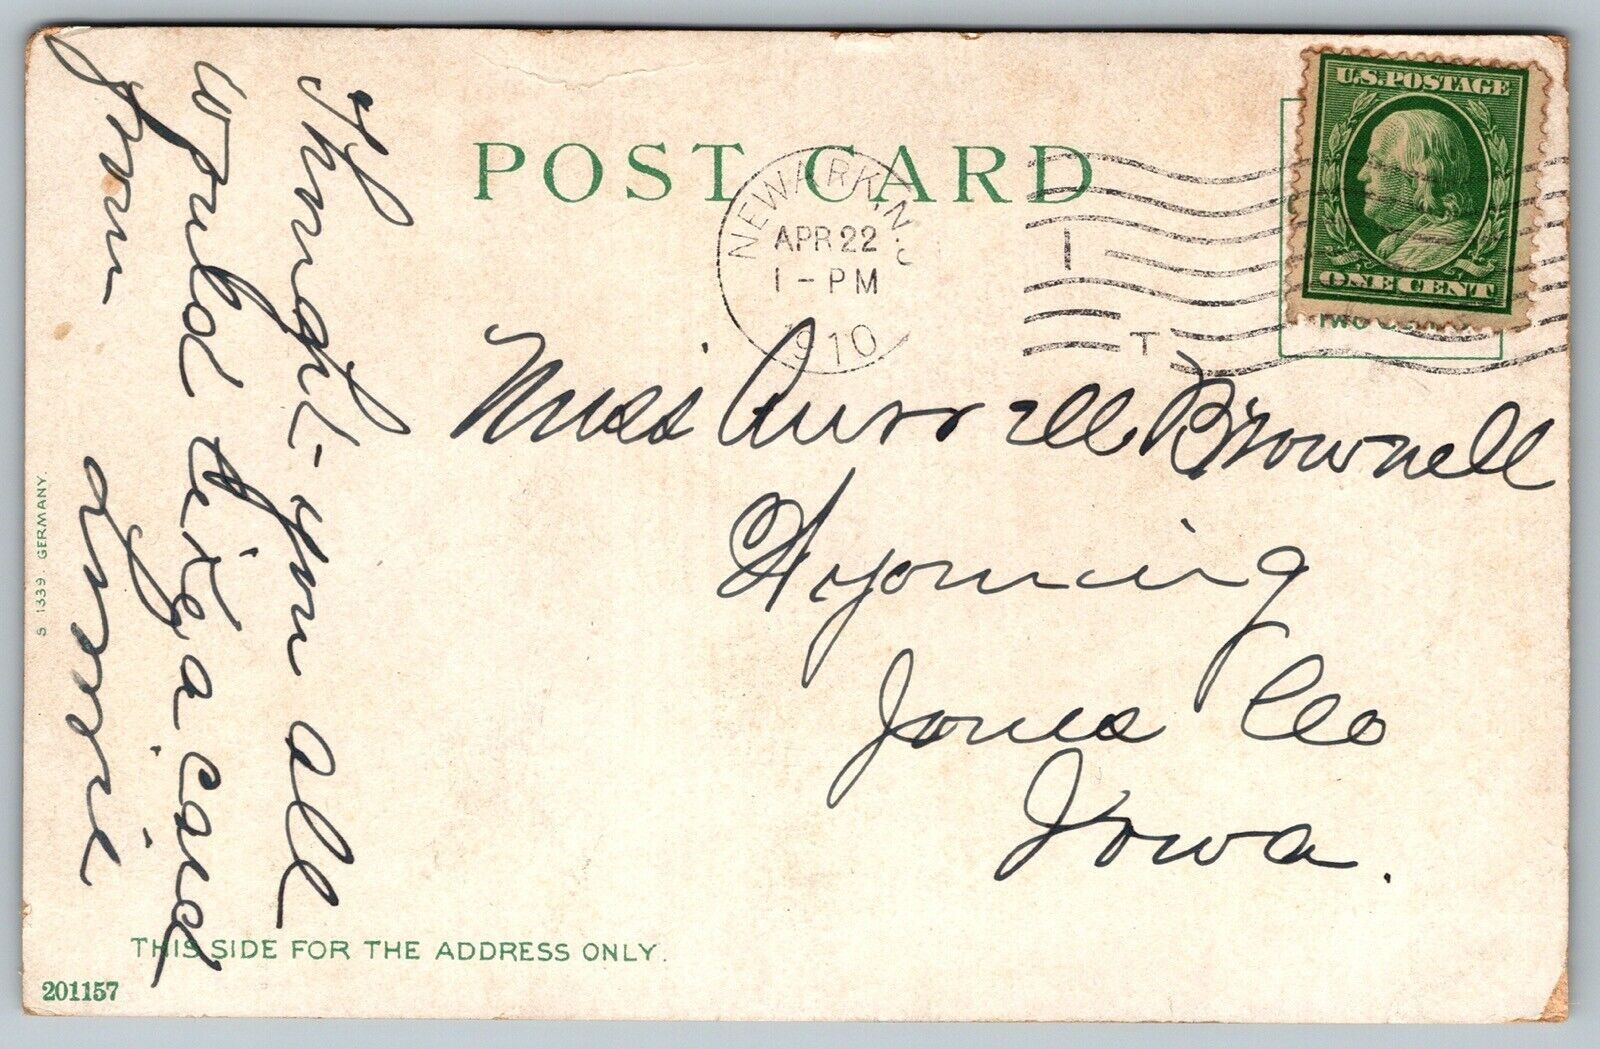 POST CARD
U.S. POSTAGE
ONE CENT
NEWARK, N.
APR 22
1 - PM
1910
I
T
Miss Aurrell Brownell
Wyoming
Jones Co
Iowa.
Thought - you all
would like a card
from
THIS SIDE FOR THE ADDRESS ONLY.
201157
S 1339. GERMANY.